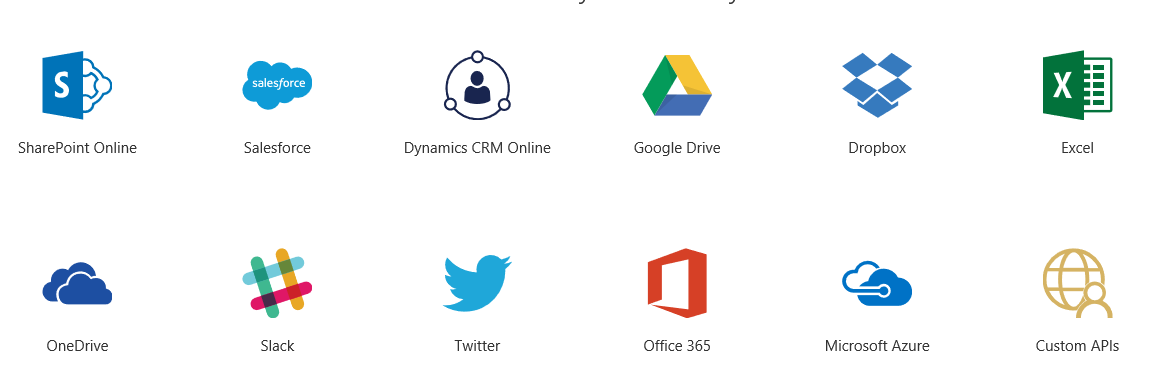 SharePoint Online
salesforce
Salesforce
Dynamics CRM Online
Google Drive
Dropbox
Excel
OneDrive
Slack
Twitter
Office 365
Microsoft Azure
Custom APIs